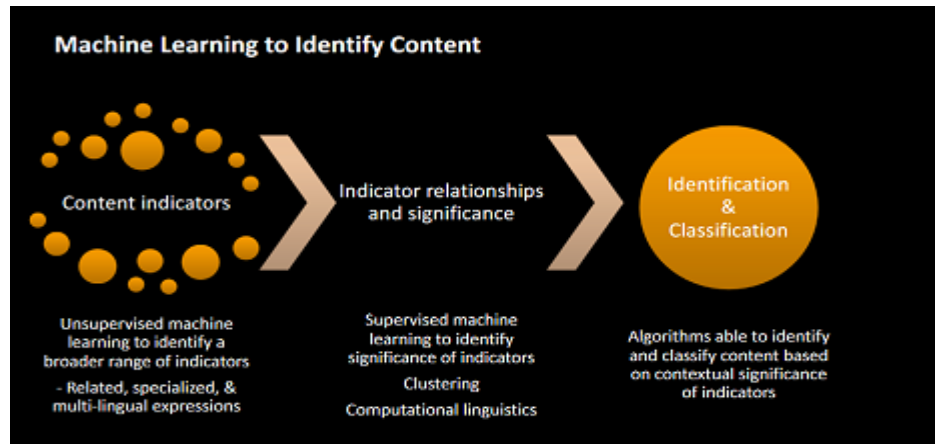 Machine Learning to Identify Content
Content indicators
Unsupervised machine
learning to identify a
broader range of indicators
- Related, specialized, &
multi-lingual expressions
Indicator relationships
and significance
Supervised machine
learning to identify
significance of indicators
Clustering
Computational linguistics
Identification
&
Classification
Algorithms able to identify
and classify content based
on contextual significance
of indicators